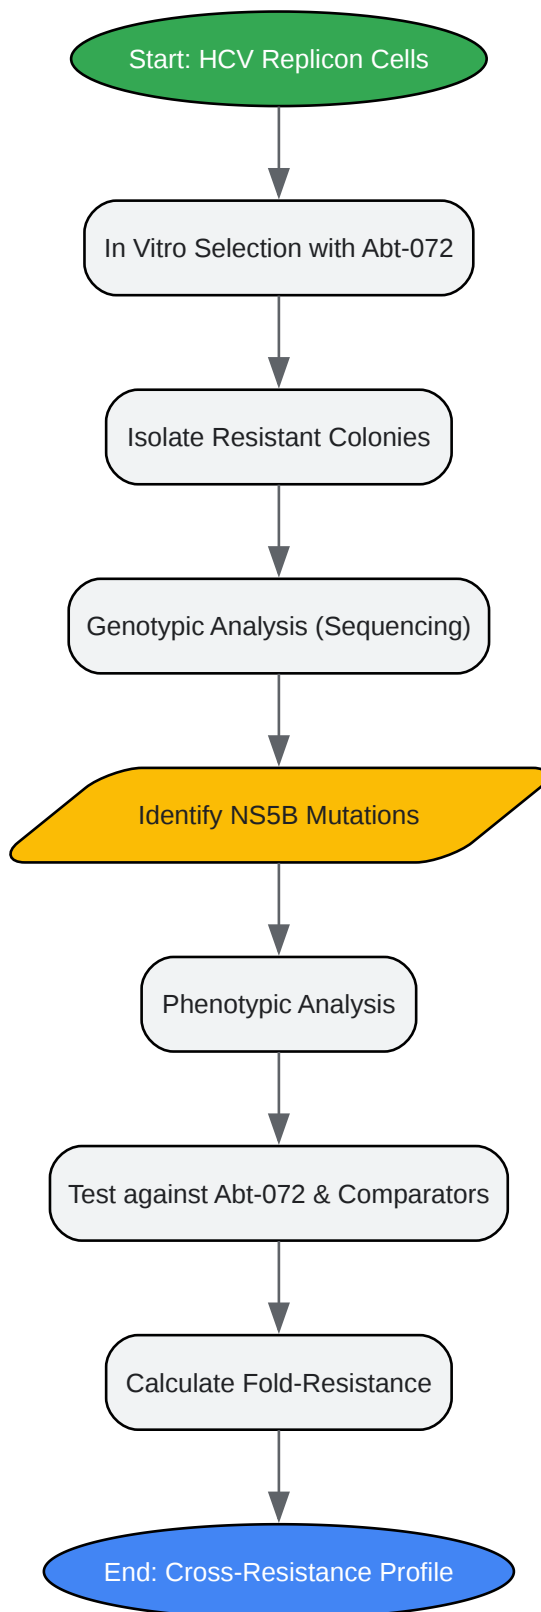 Start: HCV Replicon Cells
In Vitro Selection with Abt-072
Isolate Resistant Colonies
Genotypic Analysis (Sequencing)
Identify NS5B Mutations
Phenotypic Analysis
Test against Abt-072 & Comparators
Calculate Fold-Resistance
End: Cross-Resistance Profile